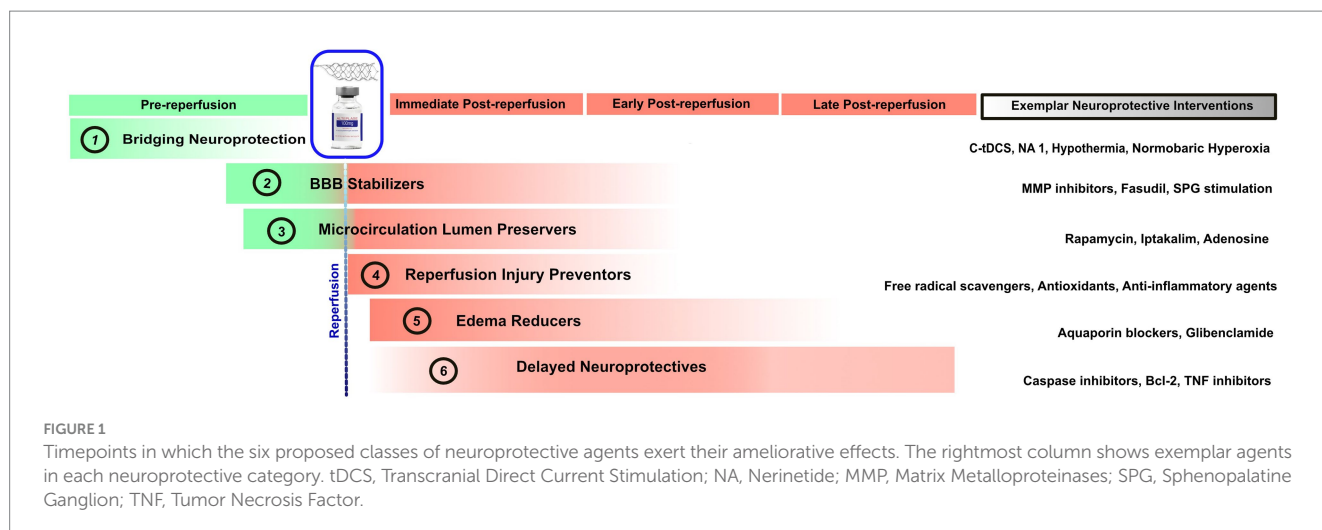 Pre-reperfusion
Immediate Post-reperfusion
Early Post-reperfusion
Late Post-reperfusion
Exemplar Neuroprotective Interventions
100mg
1 Bridging Neuroprotection
C-tDCS, NA 1, Hypothermia, Normobaric Hyperoxia
2 BBB Stabilizers
MMP inhibitors, Fasudil, SPG stimulation
3 Microcirculation Lumen Preservers
Rapamycin, Iptakalim, Adenosine
Reperfusion
4 Reperfusion Injury Preventors
Free radical scavengers, Antioxidants, Anti-inflammatory agents
5 Edema Reducers
Aquaporin blockers, Glibenclamide
6 Delayed Neuroprotectives
Caspase inhibitors, Bcl-2, TNF inhibitors
FIGURE 1
Timepoints in which the six proposed classes of neuroprotective agents exert their ameliorative effects. The rightmost column shows exemplar agents
in each neuroprotective category. tDCS, Transcranial Direct Current Stimulation; NA, Nerinetide; MMP, Matrix Metalloproteinases; SPG, Sphenopalatine
Ganglion; TNF, Tumor Necrosis Factor.